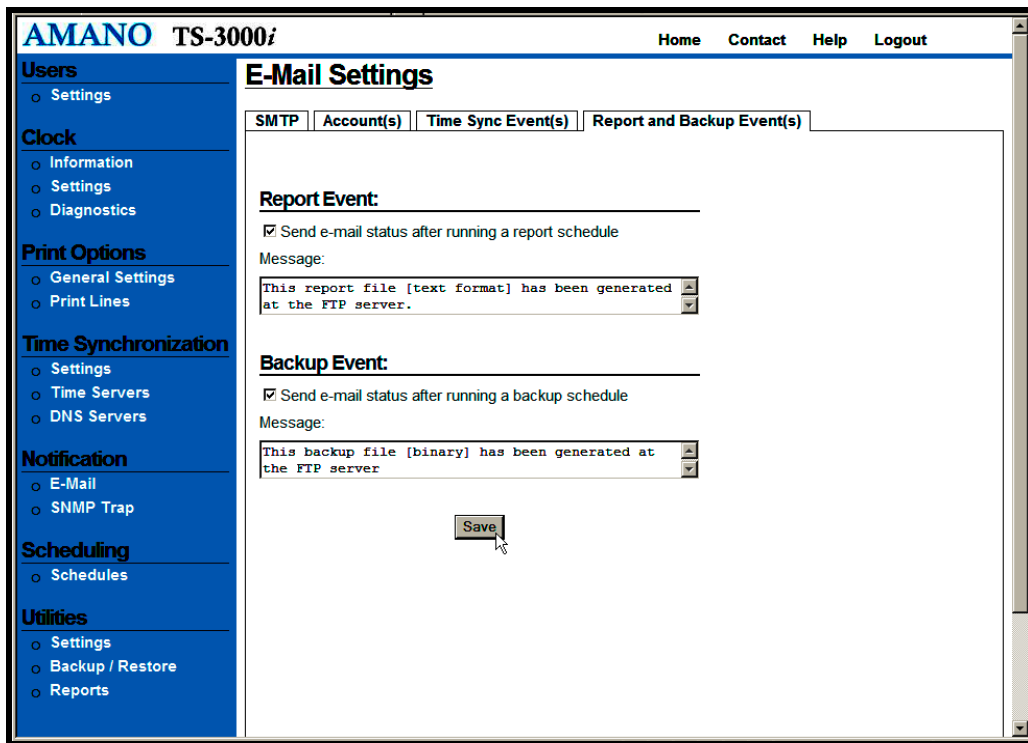 AMANO TS-3000i
Home Contact Help Logout
Users
Settings
Clock
Information
Settings
Diagnostics
Print Options
General Settings
Print Lines
Time Synchronization
Settings
Time Servers
DNS Servers
Notification
E-Mail
SNMP Trap
Scheduling
Schedules
Utilities
Settings
Backup / Restore
Reports
E-Mail Settings
SMTP Account(s) Time Sync Event(s) Report and Backup Event(s)
Report Event:
Send e-mail status after running a report schedule
Message:
This report file [text format] has been generated
at the FTP server.
Backup Event:
Send e-mail status after running a backup schedule
Message:
This backup file [binary] has been generated at
the FTP server
Save